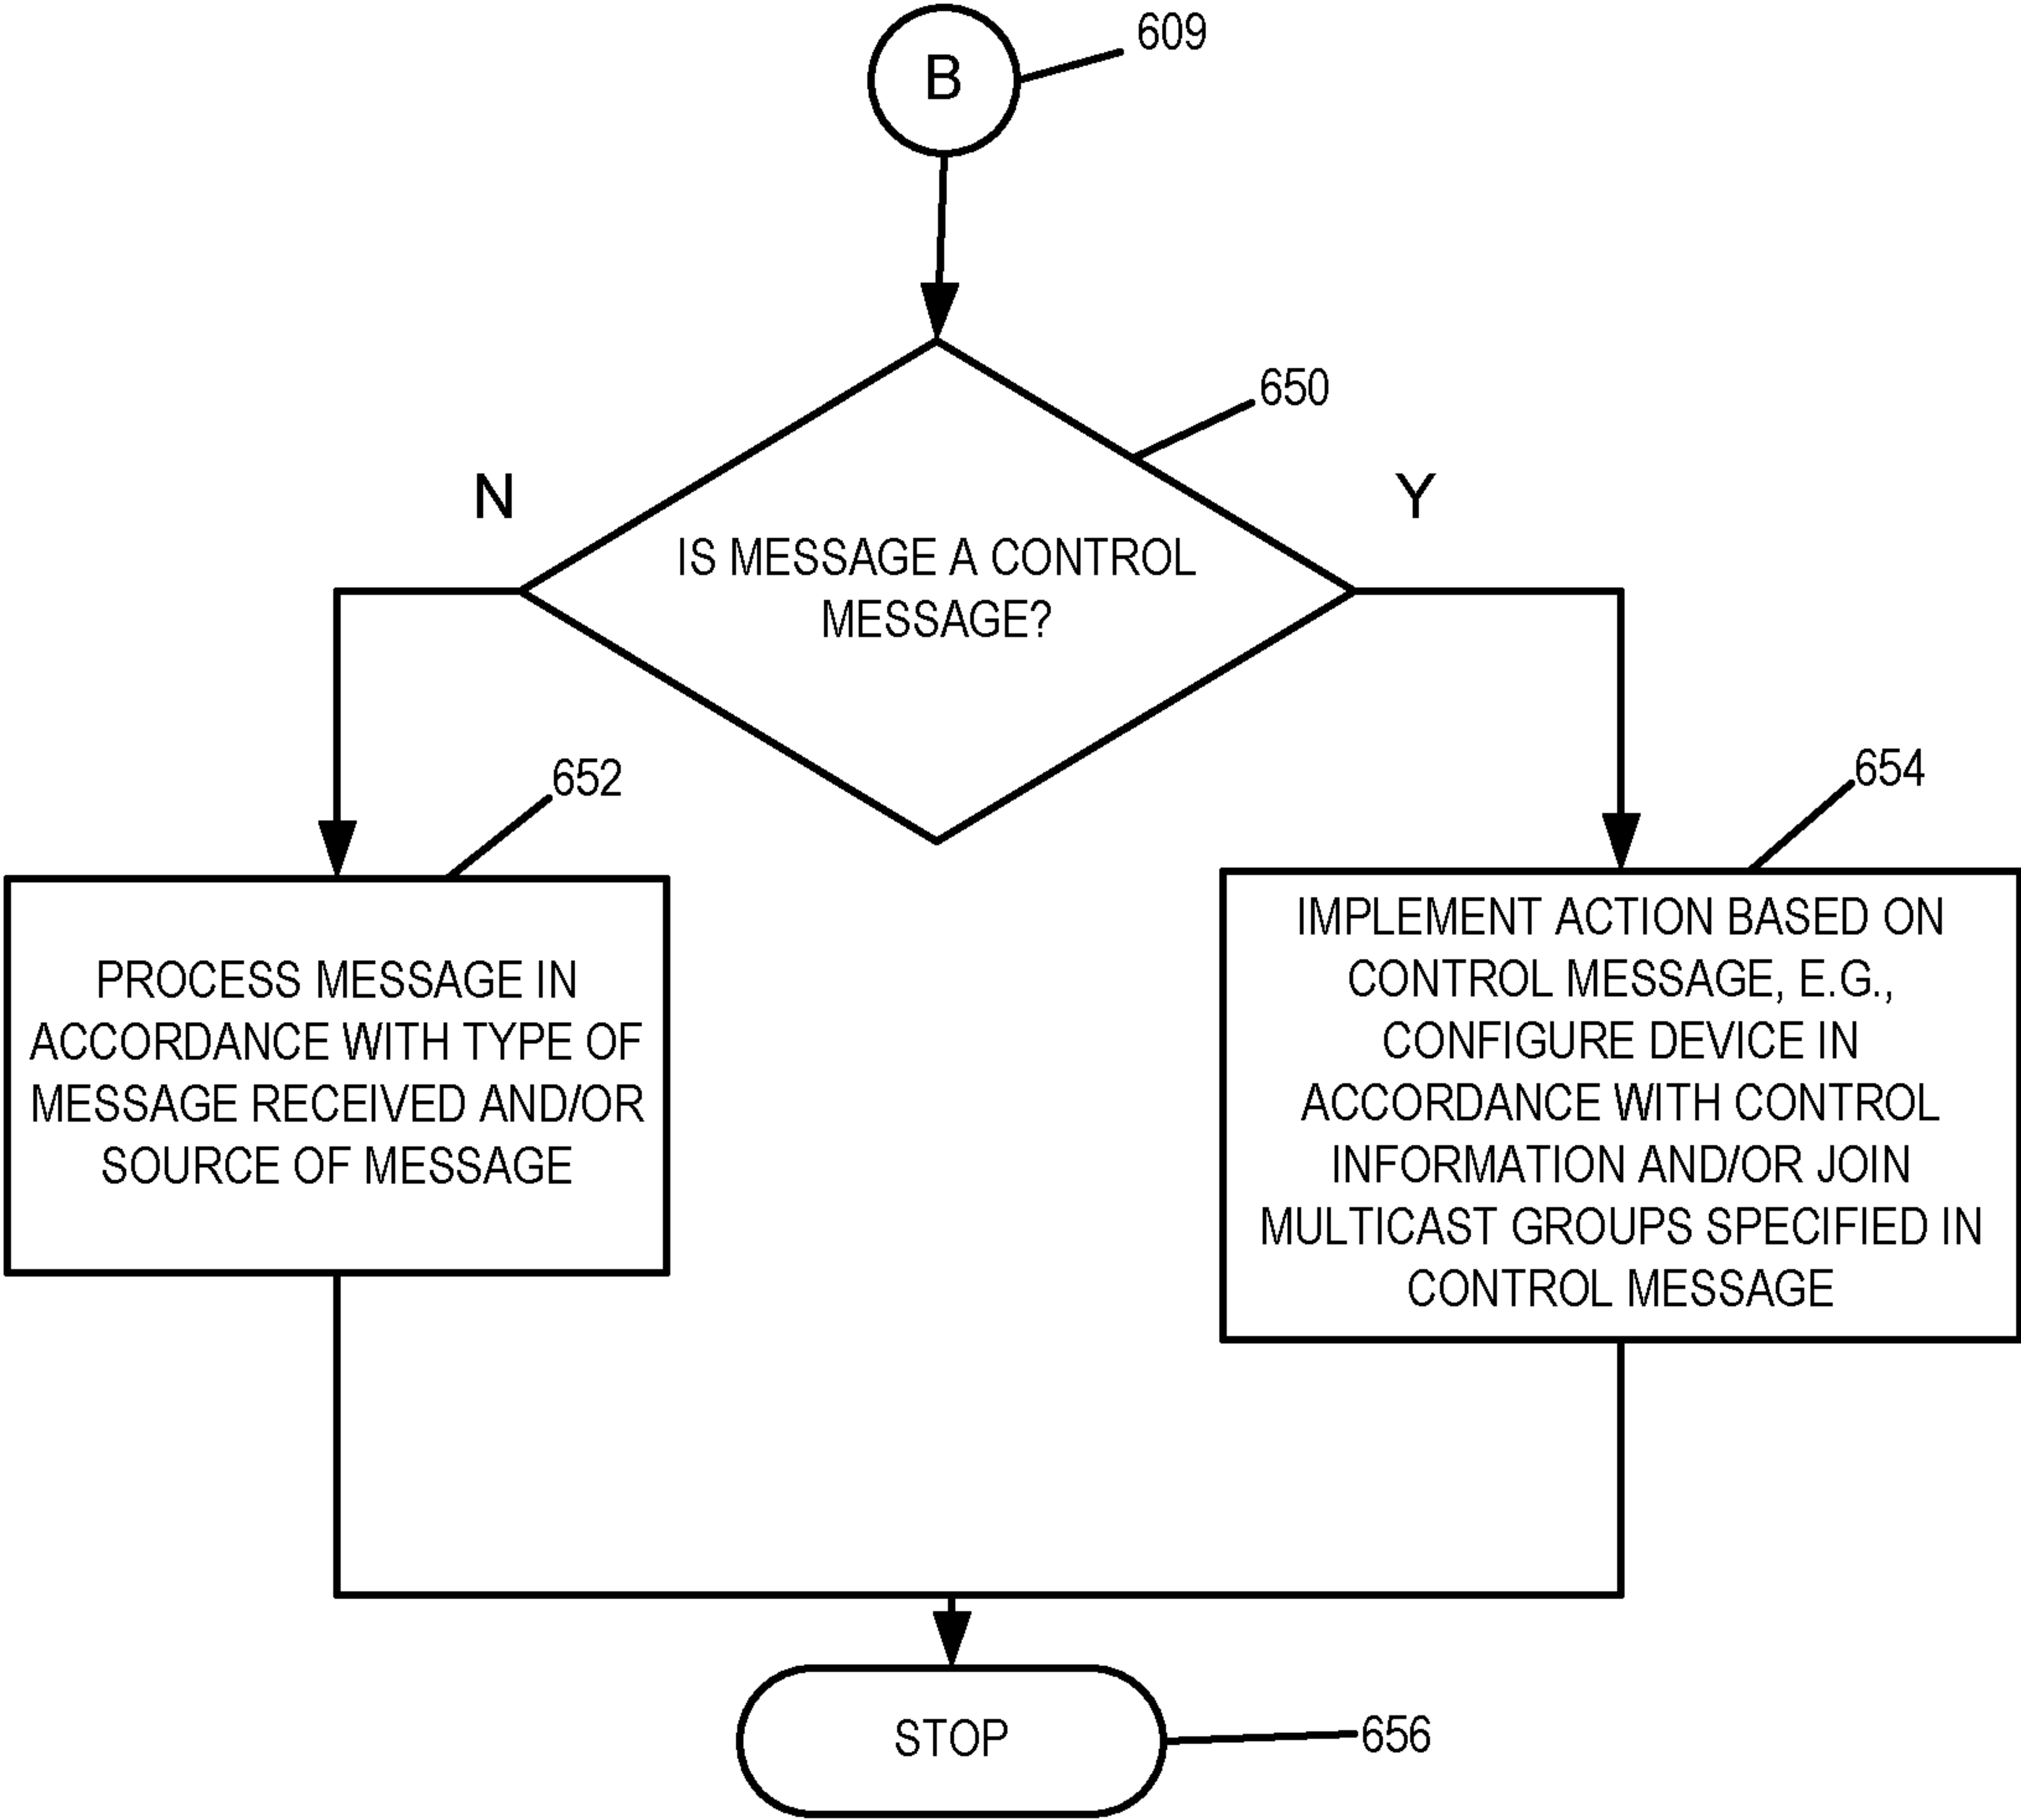 B
609
650
N
Y
IS MESSAGE A CONTROL
MESSAGE?
652
654
PROCESS MESSAGE IN
ACCORDANCE WITH TYPE OF
MESSAGE RECEIVED AND/OR
SOURCE OF MESSAGE
IMPLEMENT ACTION BASED ON
CONTROL MESSAGE, E.G.,
CONFIGURE DEVICE IN
ACCORDANCE WITH CONTROL
INFORMATION AND/OR JOIN
MULTICAST GROUPS SPECIFIED IN
CONTROL MESSAGE
STOP
656